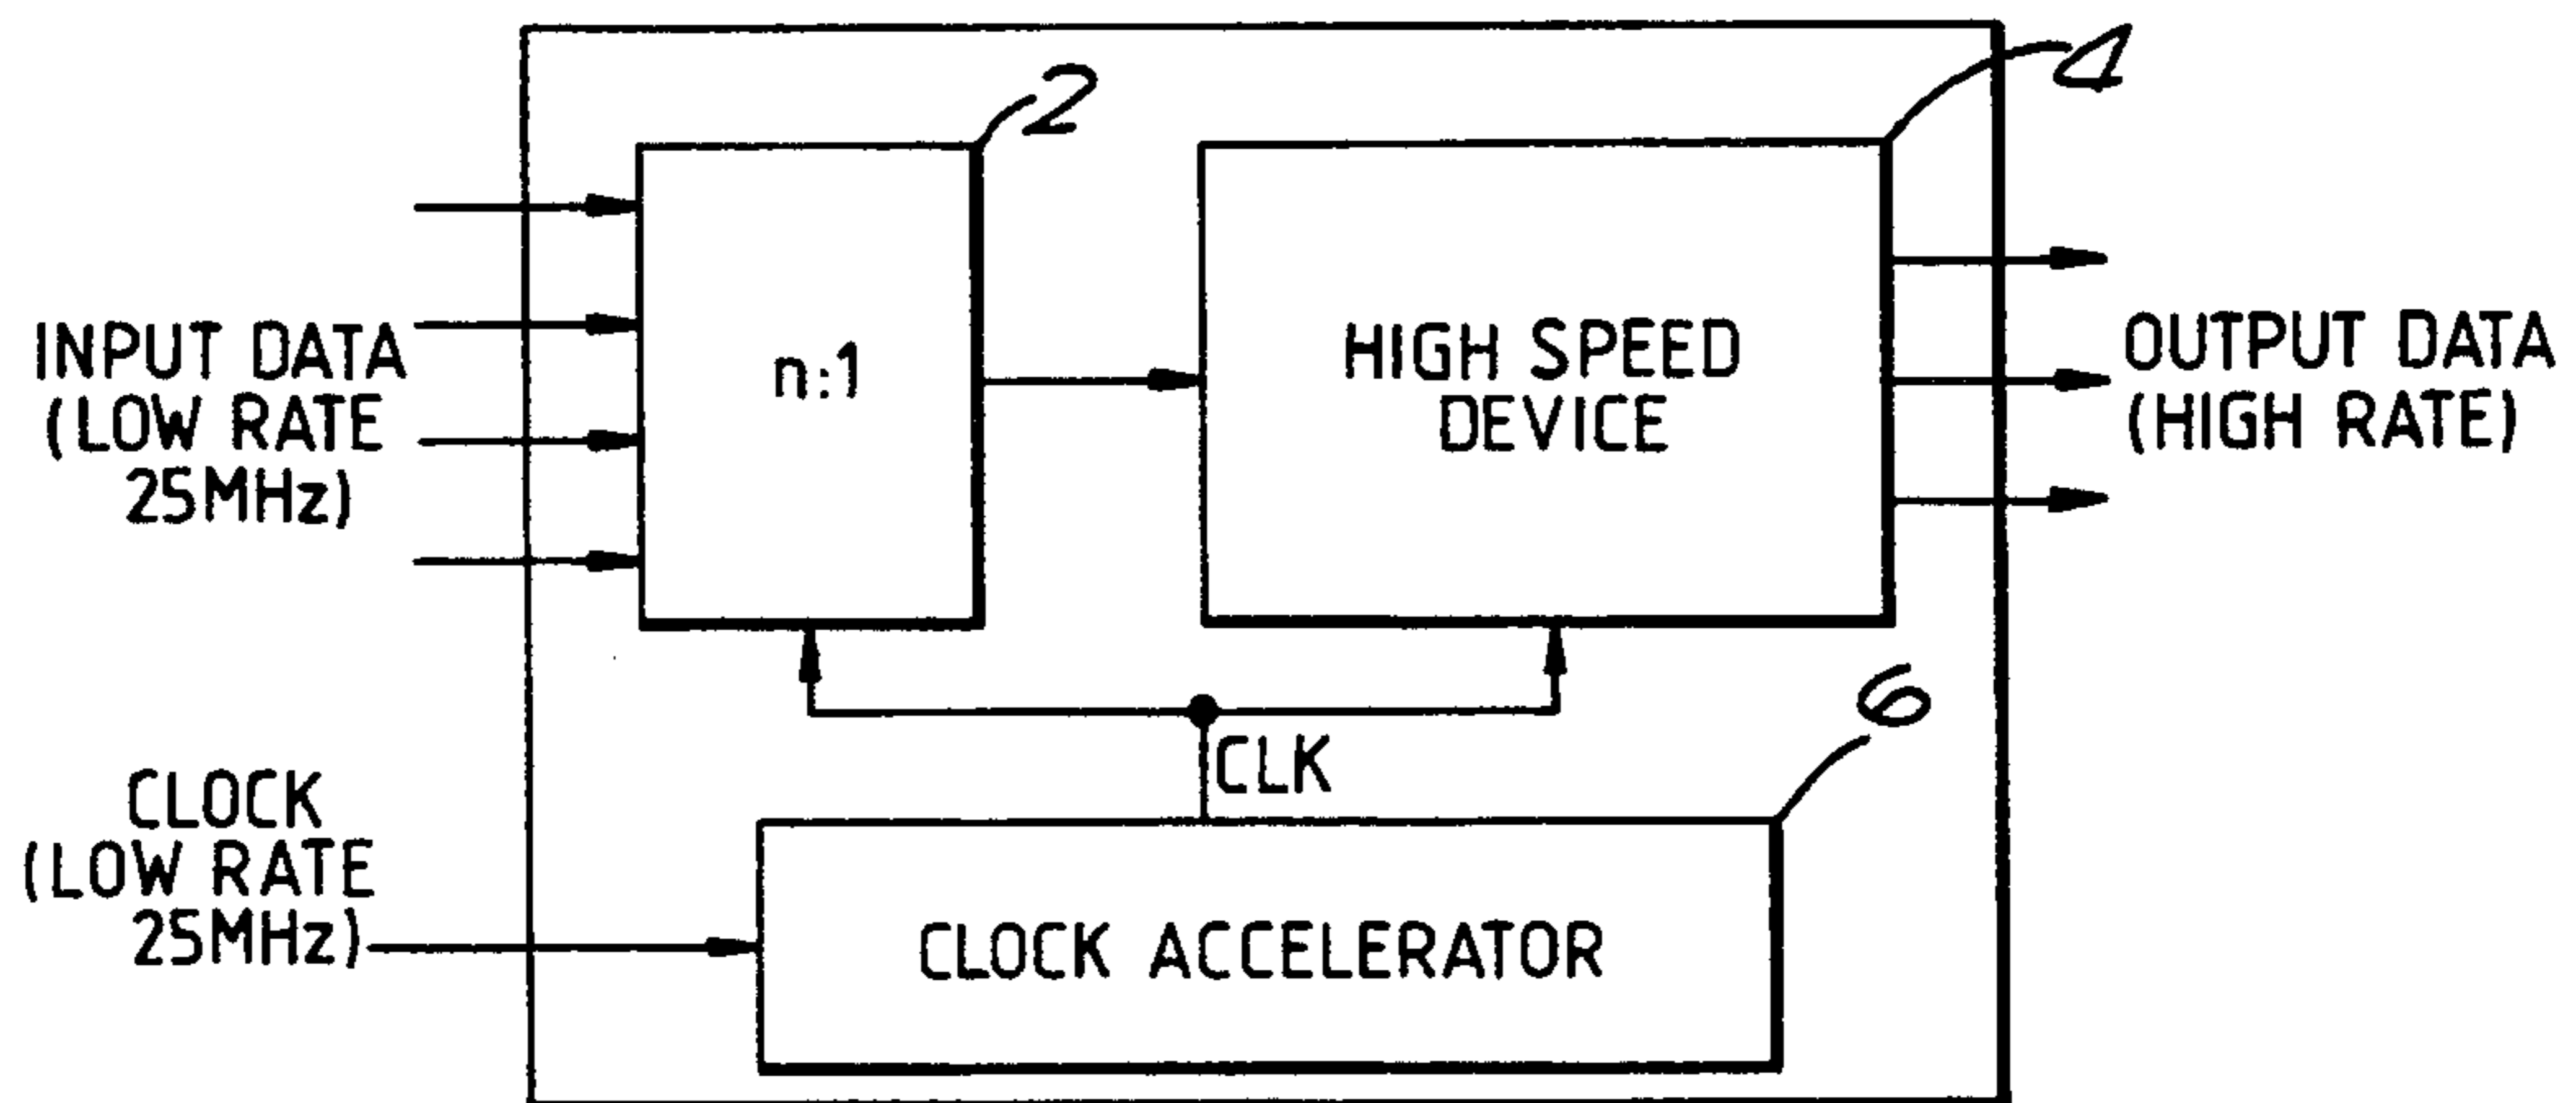 2
4
INPUT DATA
(LOW RATE
25MHz)
n:1
HIGH SPEED
DEVICE
OUTPUT DATA
(HIGH RATE)
6
CLK
CLOCK
(LOW RATE
25MHz)
CLOCK ACCELERATOR